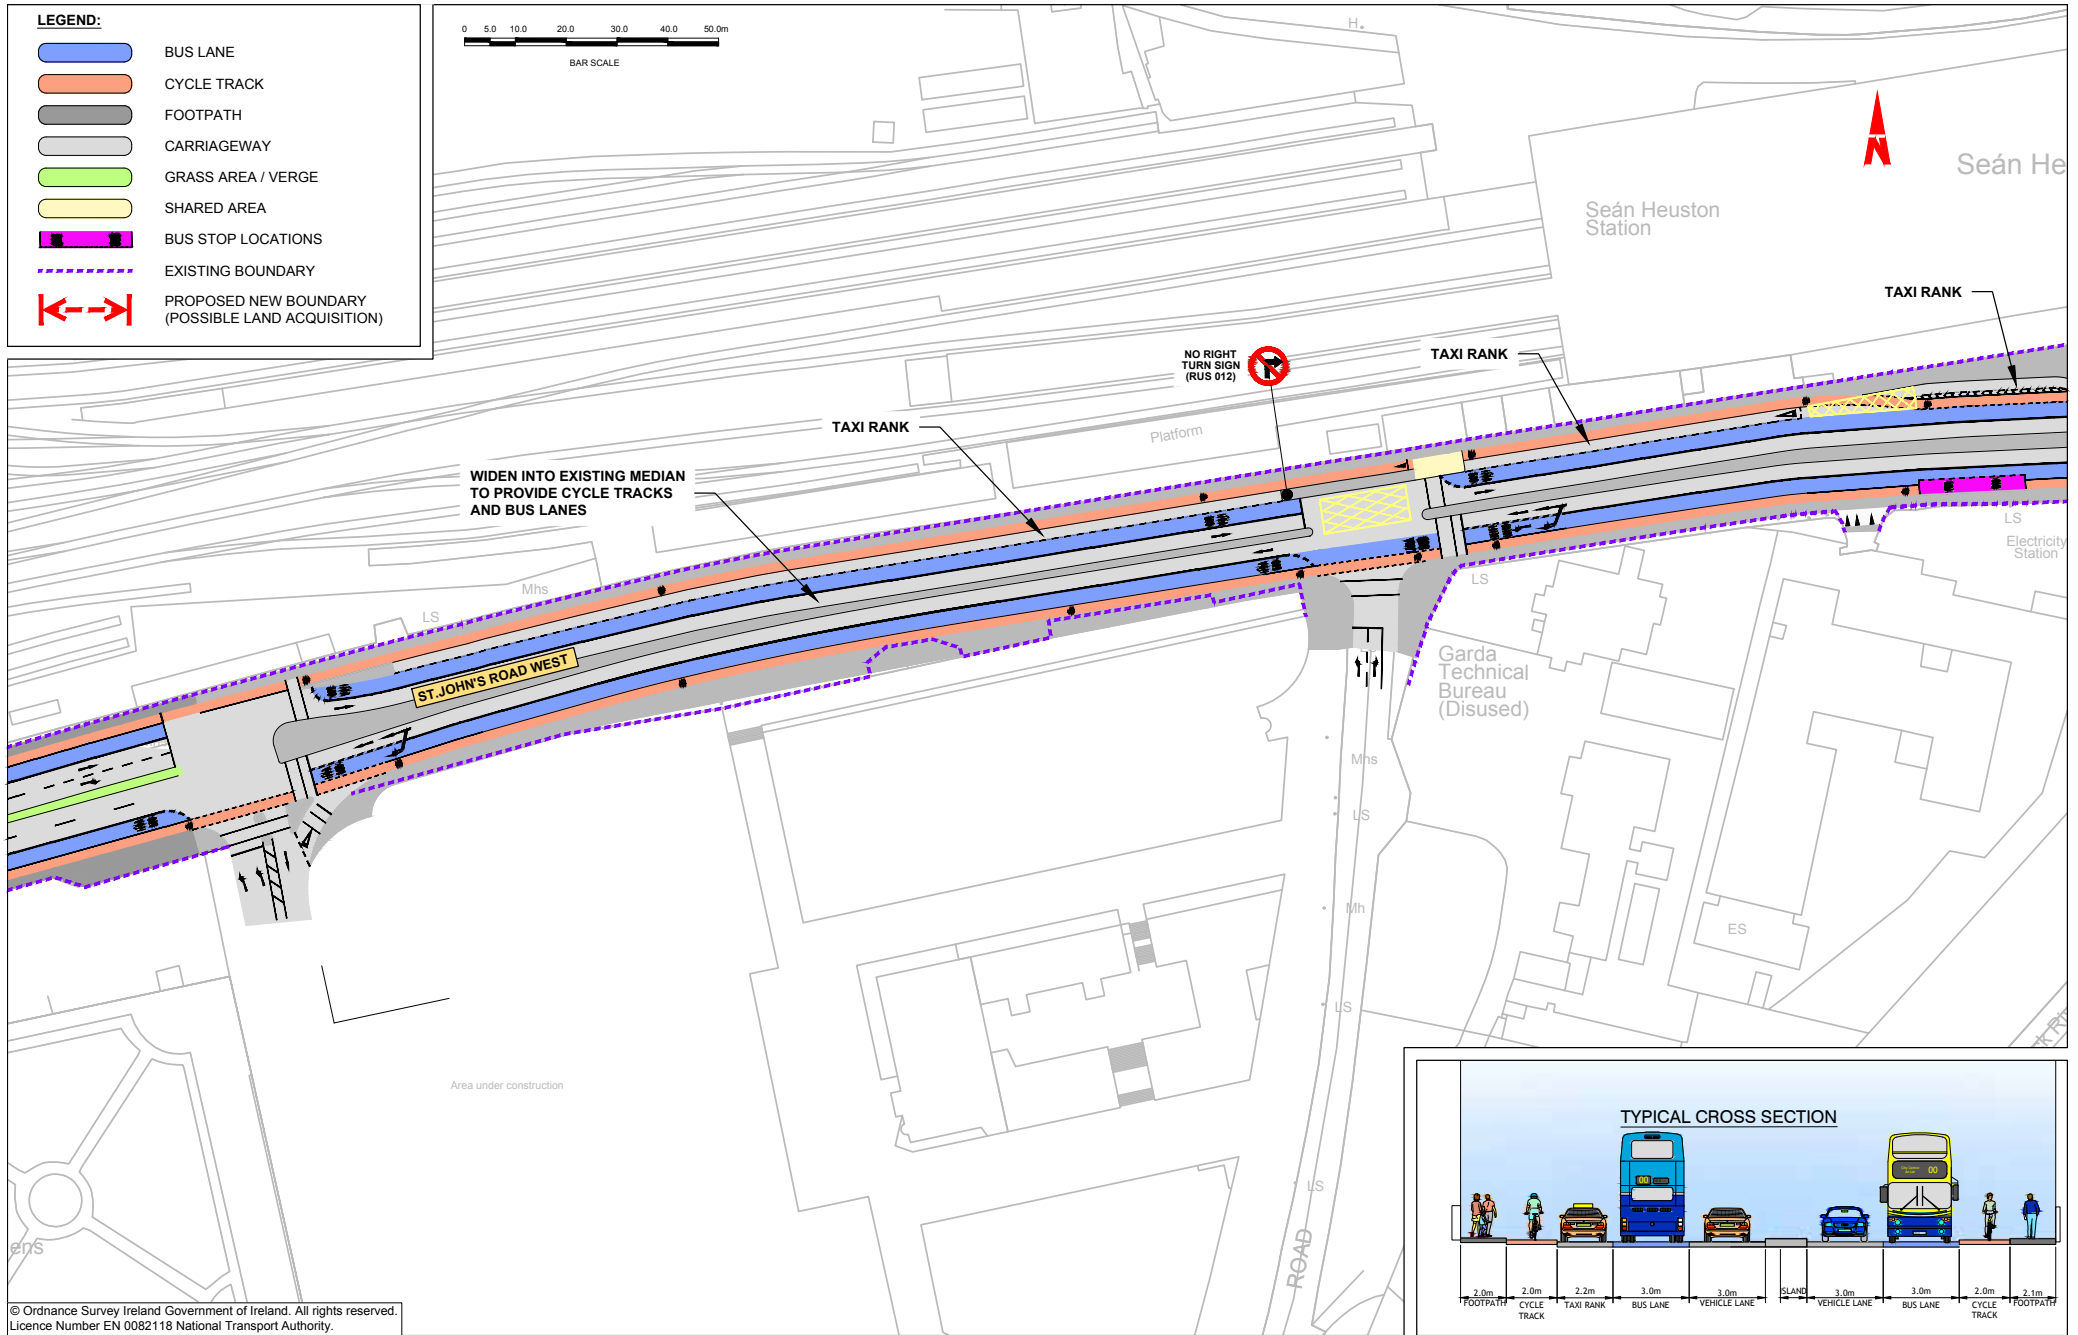 LEGEND:
BUS LANE
CYCLE TRACK
FOOTPATH
CARRIAGEWAY
GRASS AREA / VERGE
SHARED AREA
BUS STOP LOCATIONS
EXISTING BOUNDARY
PROPOSED NEW BOUNDARY
(POSSIBLE LAND ACQUISITION)
0 5.0 10.0 20.0 30.0 40.0 50.0m
BAR SCALE
H
N
Seán He
Seán Heuston
Station
TAXI RANK
TAXI RANK
NO RIGHT
TURN SIGN
(RUS 012)
TAXI RANK
Platform
WIDEN INTO EXISTING MEDIAN
TO PROVIDE CYCLE TRACKS
AND BUS LANES
LS
Electricity
Station
LS
Mhs
LS
ST.JOHN'S ROAD WEST
Garda
Technical
Bureau
(Disused)
Mhs
LS
Mh
ES
LS
Area under construction
LS
ROAD
ens
TYPICAL CROSS SECTION
00
00
2.0m 2.0m 2.2m 3.0m 3.0m ISLAND 3.0m 3.0m 2.0m 2.1m
FOOTPATH CYCLE TRACK TAXI RANK BUS LANE VEHICLE LANE VEHICLE LANE BUS LANE CYCLE TRACK FOOTPATH
© Ordnance Survey Ireland Government of Ireland. All rights reserved.
Licence Number EN 0082118 National Transport Authority.